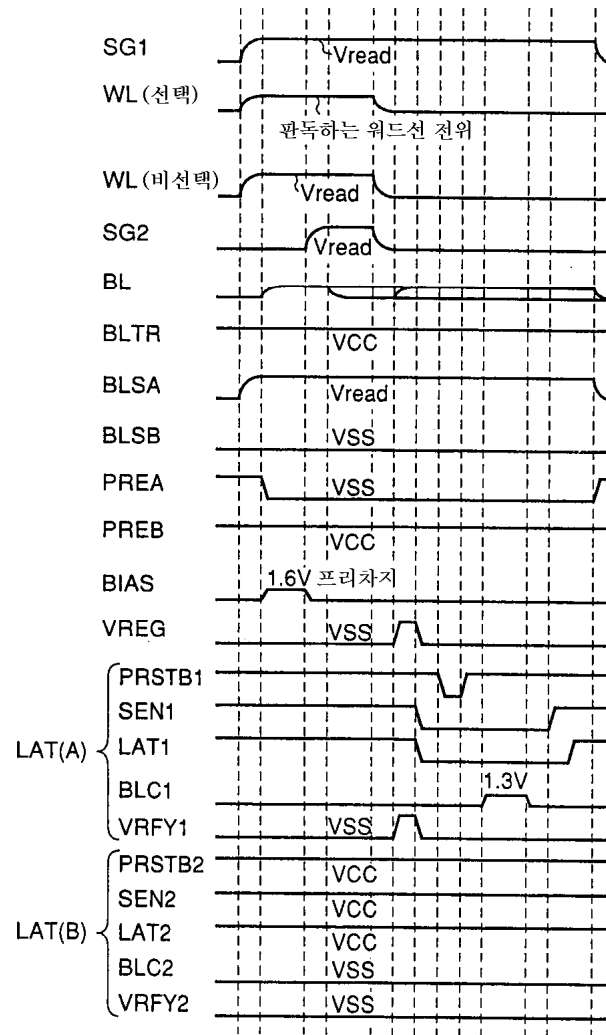 SG1
Vread
WL (선택)
판독하는 워드선 전위
WL (비선택)
Vread
SG2
Vread
BL
BLTR
VCC
BLSA
Vread
BLSB
VSS
PREA
VSS
PREB
VCC
BIAS
1.6V 프리차지
VREG
VSS
LAT(A)
PRSTB1
SEN1
LAT1
BLC1
1.3V
VRFY1
VSS
LAT(B)
PRSTB2
VCC
SEN2
VCC
LAT2
VCC
BLC2
VSS
VRFY2
VSS